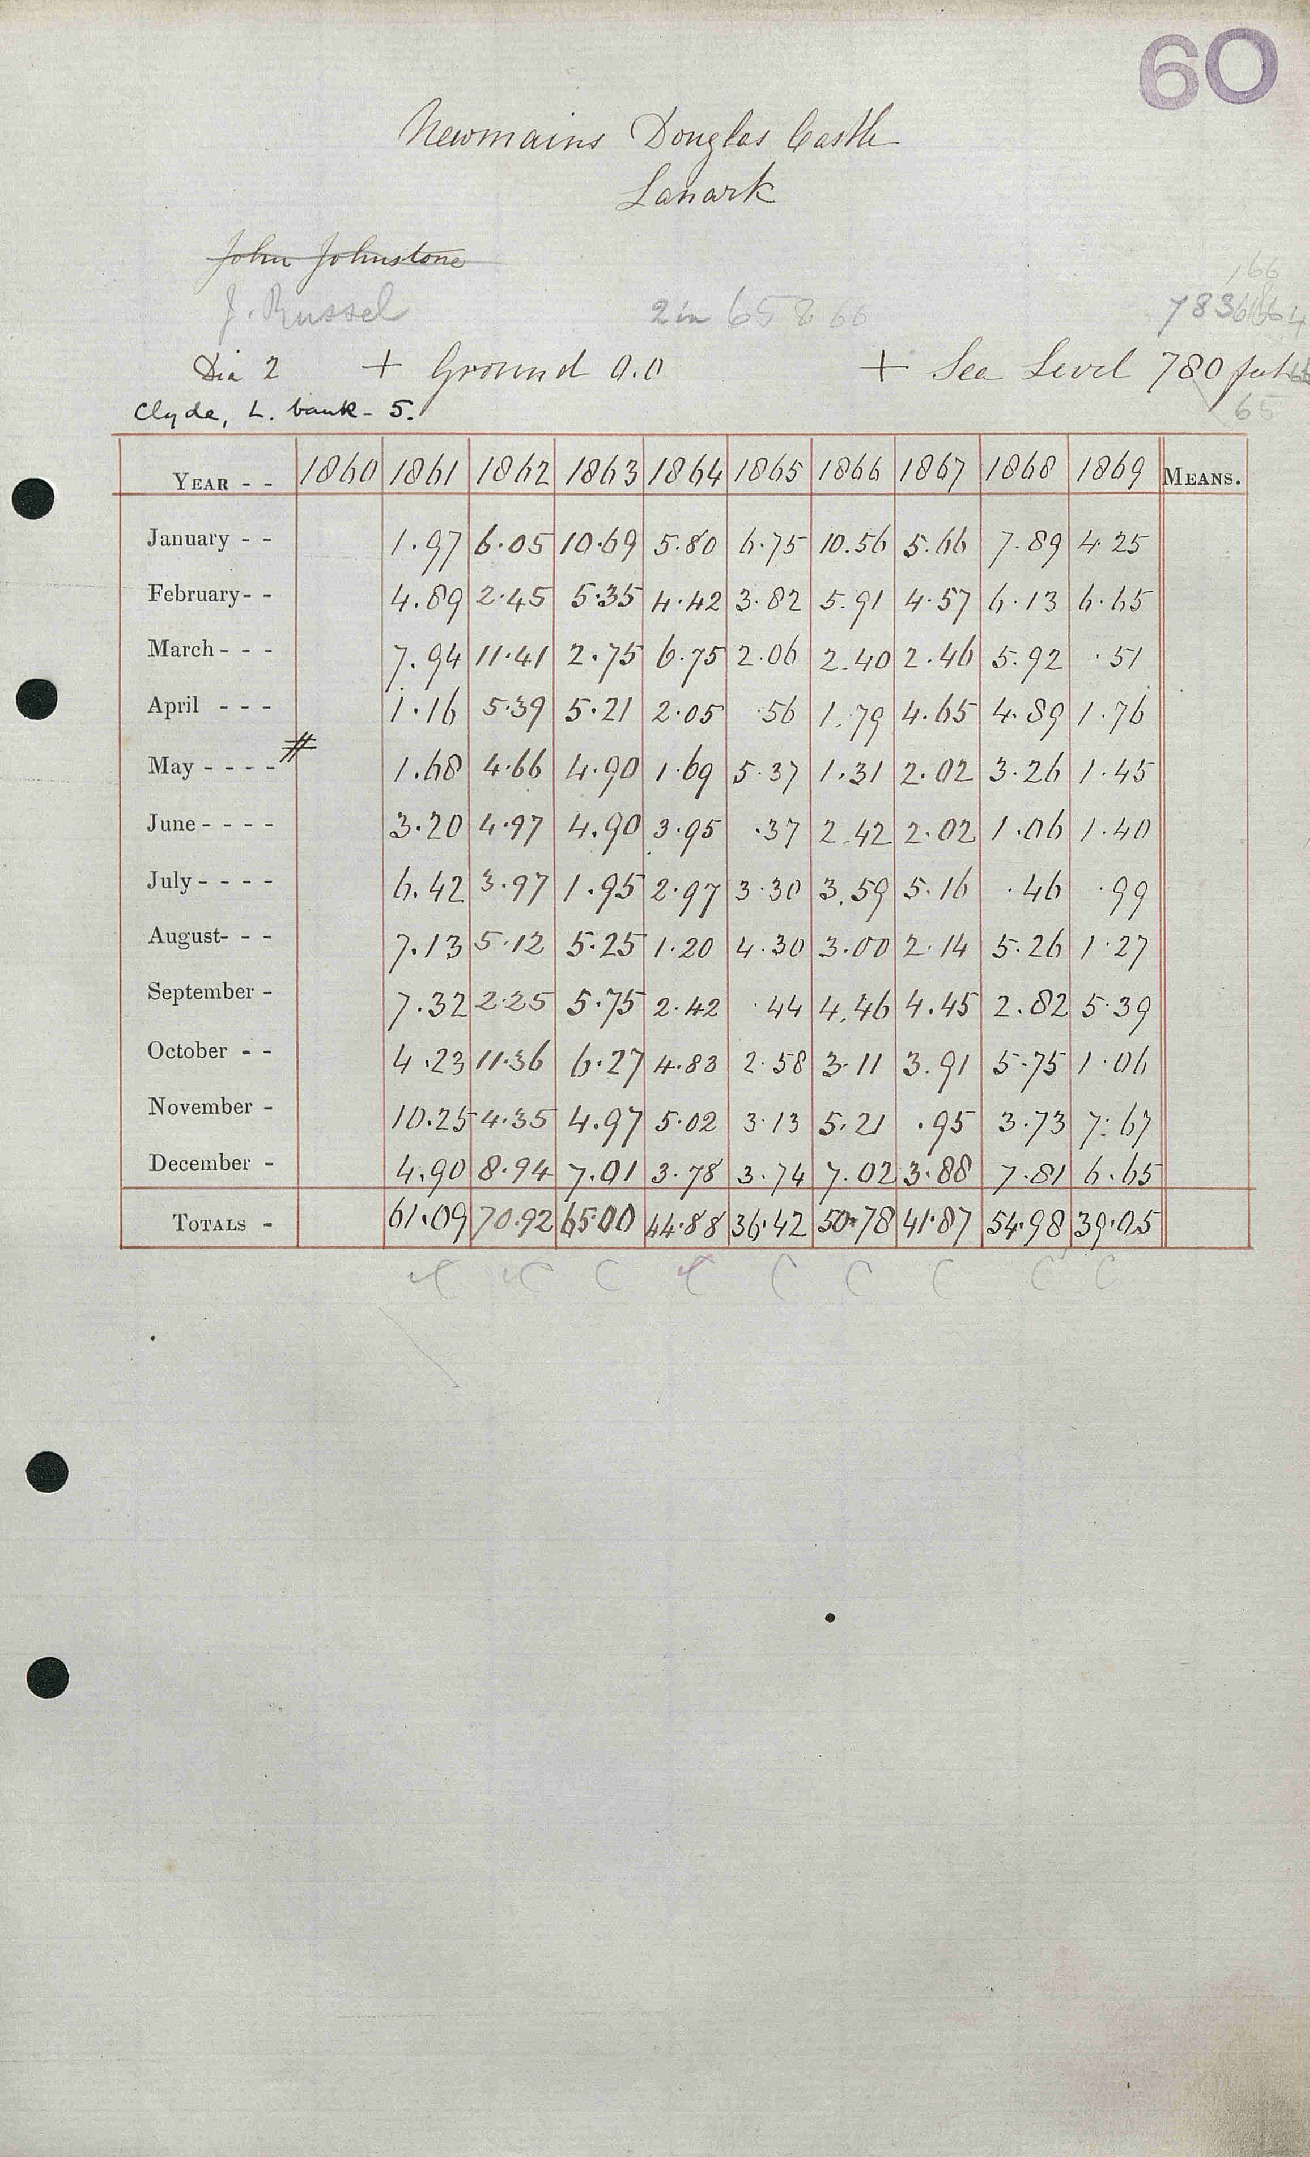 60
Newmains Douglas Castle
Lanark
John Johnstone
J. Russel 2 in 65 & 66
Dia 2 + Ground 0.0 + Sea Level 780 feet
65
Clyde, L. bank - 5.
YEAR - - 1860 1861 1862 1863 1864 1865 1866 1867 1868 1869 MEANS.
January - - 1.97 6.05 10.69 5.80 6.75 10.56 5.66 7.89 4.25
February- - 4.89 2.45 5.35 4.42 3.82 5.91 4.57 6.13 6.65
March - - - 7.94 11.41 2.75 6.75 2.06 2.40 2.46 5.92 .51
April - - - 1.16 5.39 5.21 2.05 .56 1.79 4.65 4.89 1.76
May - - - - # 1.68 4.66 4.90 1.69 5.37 1.31 2.02 3.26 1.45
June - - - - 3.20 4.97 4.90 3.95 .37 2.42 2.02 1.06 1.40
July - - - - 6.42 3.97 1.95 2.97 3.30 3.59 5.16 .46 .99
August- - - 7.13 5.12 5.25 1.20 4.30 3.00 2.14 5.26 1.27
September - 7.32 2.25 5.75 2.42 .44 4.46 4.45 2.82 5.39
October - - 4.23 11.36 6.27 4.83 2.58 3.11 3.91 5.75 1.06
November - 10.25 4.35 4.97 5.02 3.13 5.21 .95 3.73 7.67
December - 4.90 8.94 7.01 3.78 3.74 7.02 3.88 7.81 6.65
TOTALS - 61.09 70.92 65.00 44.88 36.42 50.78 41.87 54.98 39.05